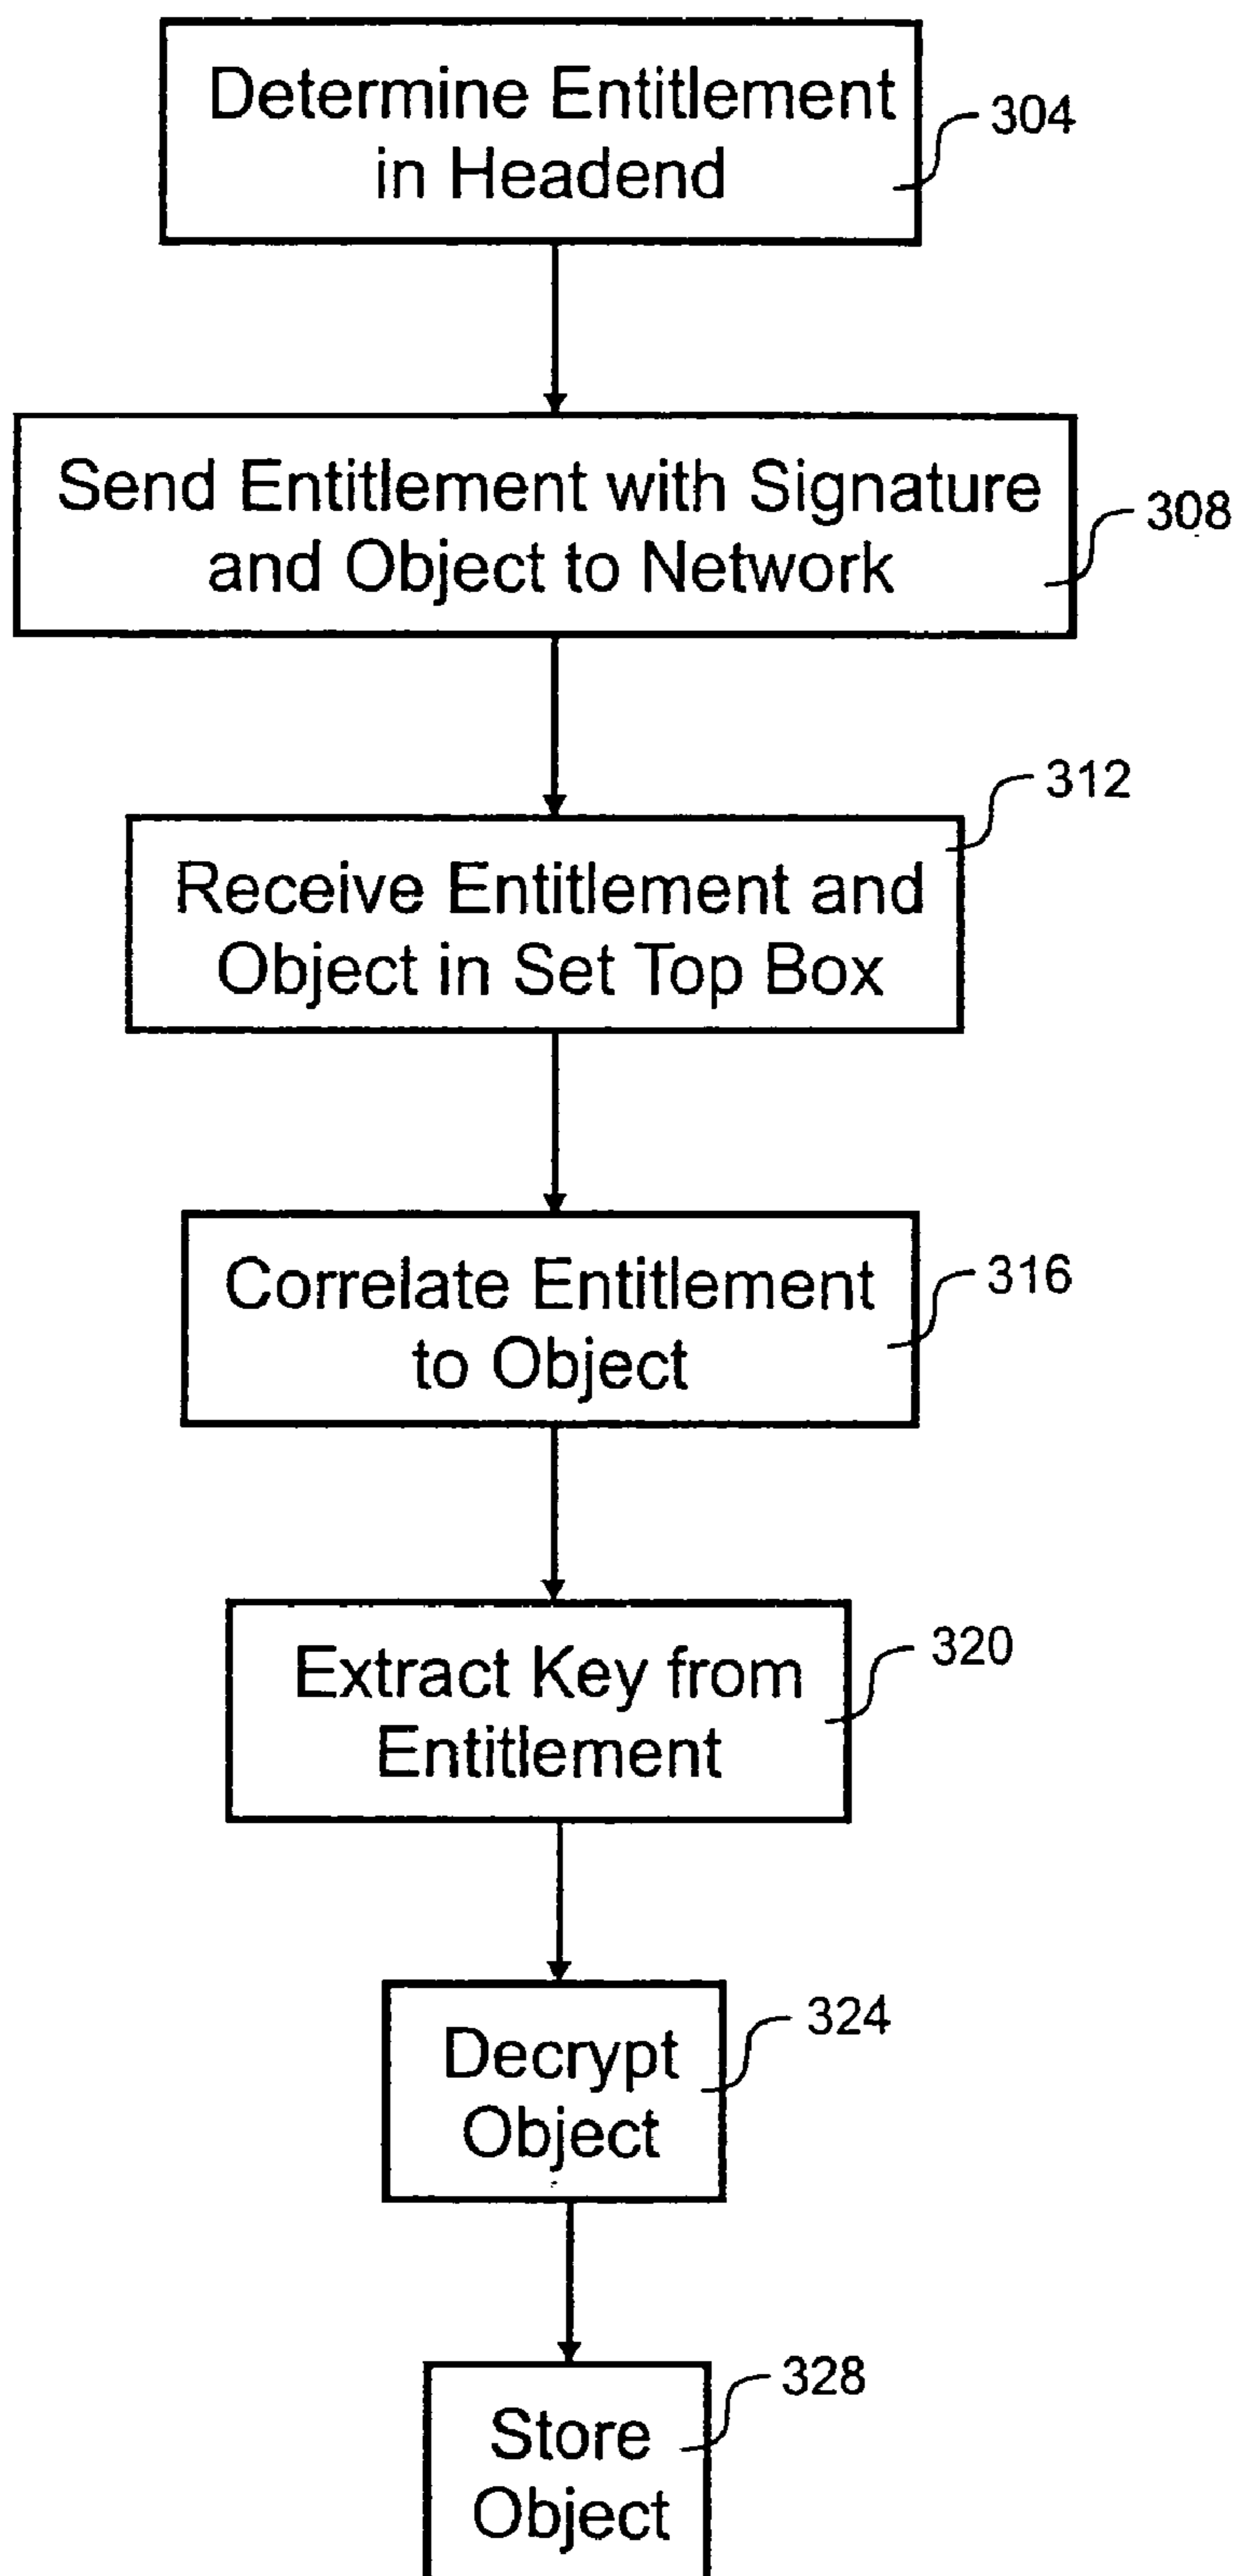 Determine Entitlement
in Headend
304
Send Entitlement with Signature
and Object to Network
308
312
Receive Entitlement and
Object in Set Top Box
Correlate Entitlement
to Object
316
Extract Key from
Entitlement
320
Decrypt
Object
324
Store
Object
328